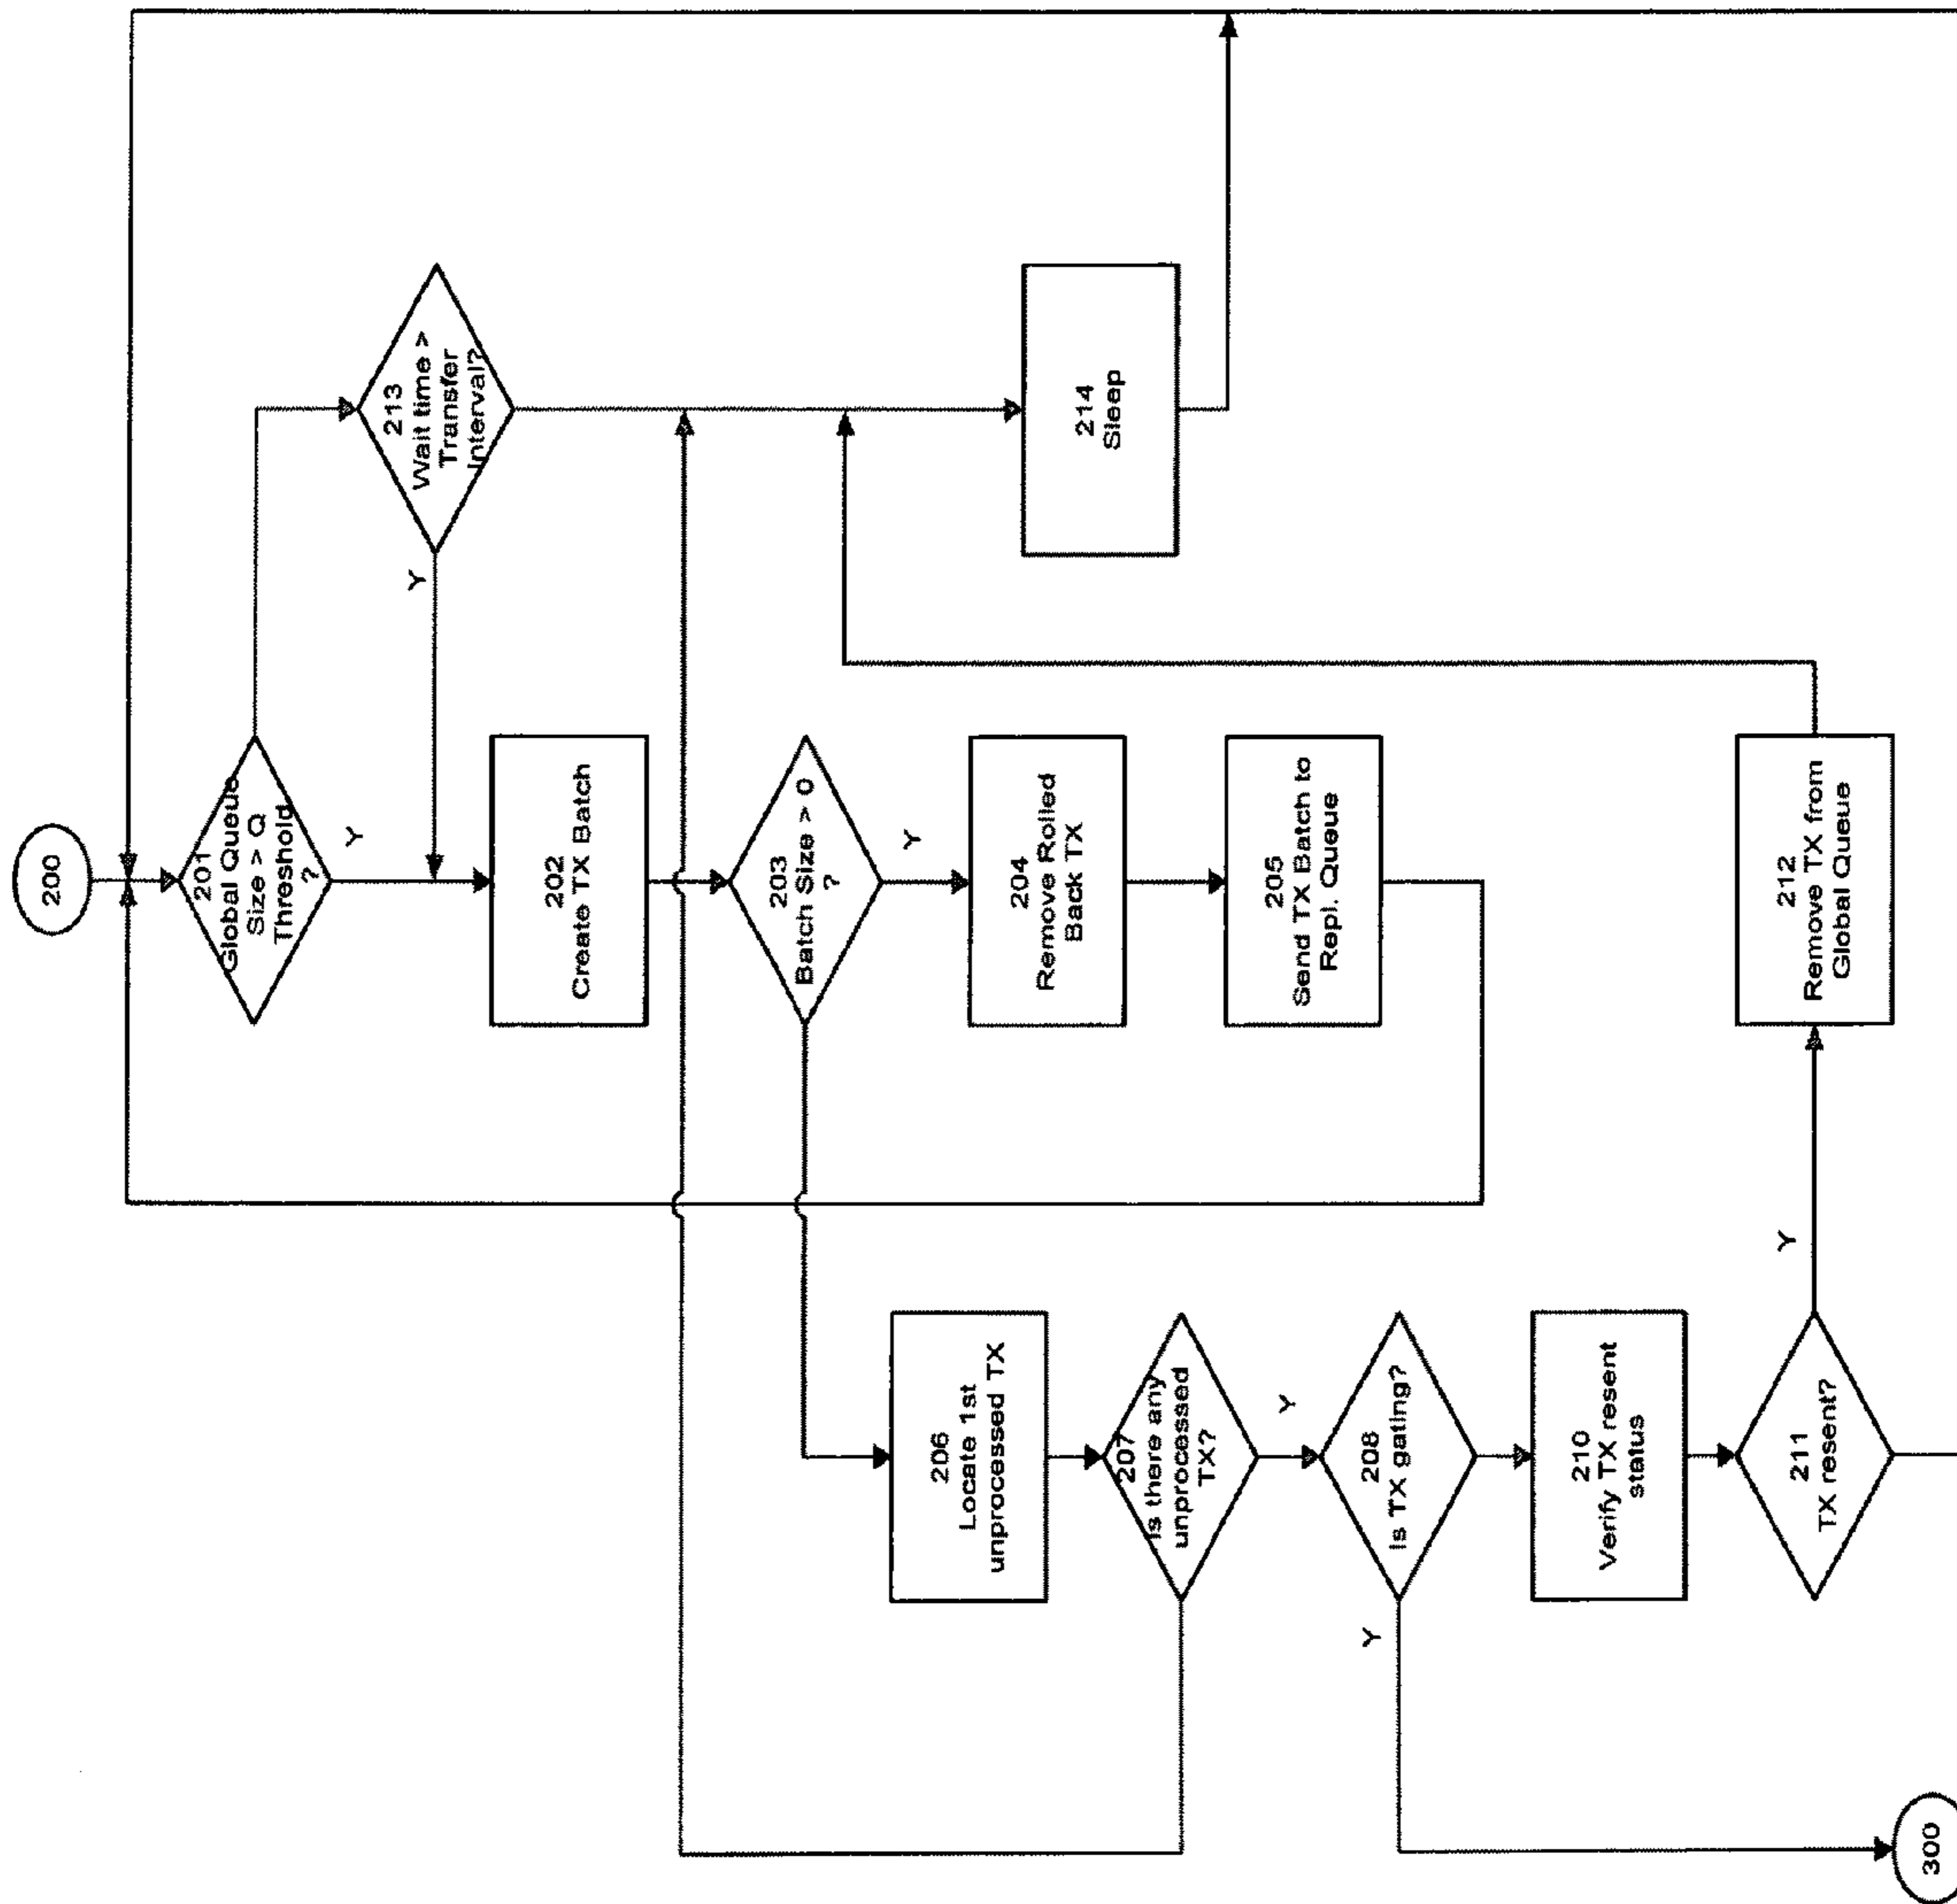 200
201
Global Queue
Size > Q
Threshold
?
Y
213
Wait time >
Transfer
Interval?
Y
202
Create TX Batch
203
Batch Size > 0
?
Y
204
Remove Rolled
Back TX
205
Send TX Batch to
Repl. Queue
206
Locate 1st
unprocessed TX
207
Is there any
unprocessed
TX?
Y
208
Is TX gating?
Y
210
Verify TX resent
status
211
TX resent?
Y
212
Remove TX from
Global Queue
214
Sleep
300